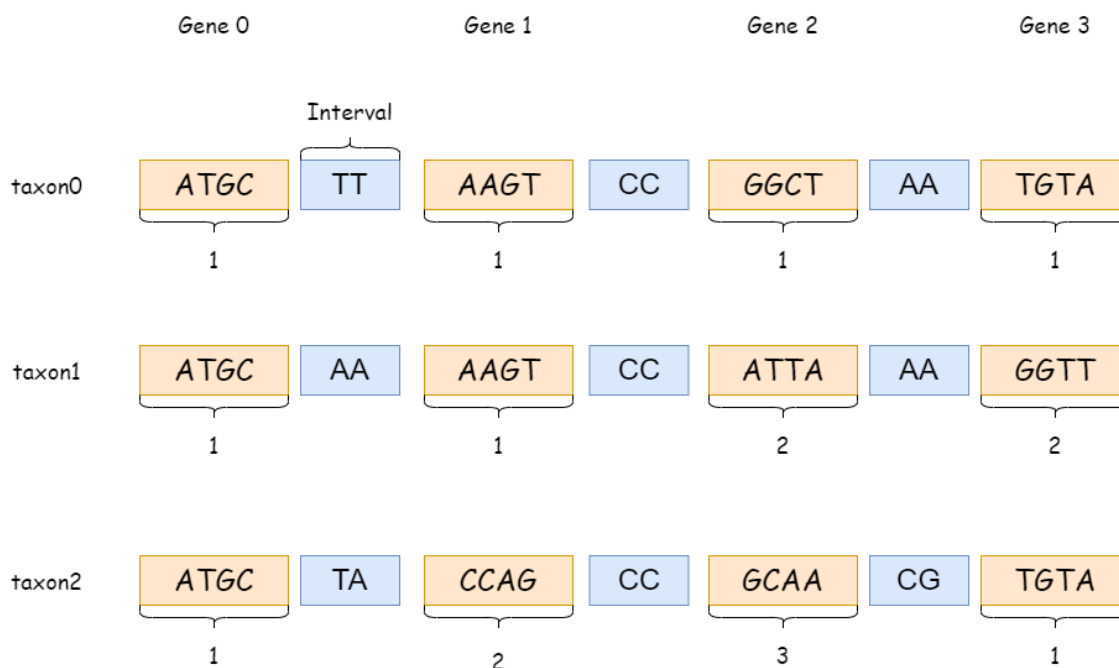 Gene 0 Gene 1 Gene 2 Gene 3
Interval
taxon0 ATGC TT AAGT CC GGCT AA TGTA
1 1 1 1
taxon1 ATGC AA AAGT CC ATTA AA GGTT
1 1 2 2
taxon2 ATGC TA CCAG CC GCAA CG TGTA
1 2 3 1